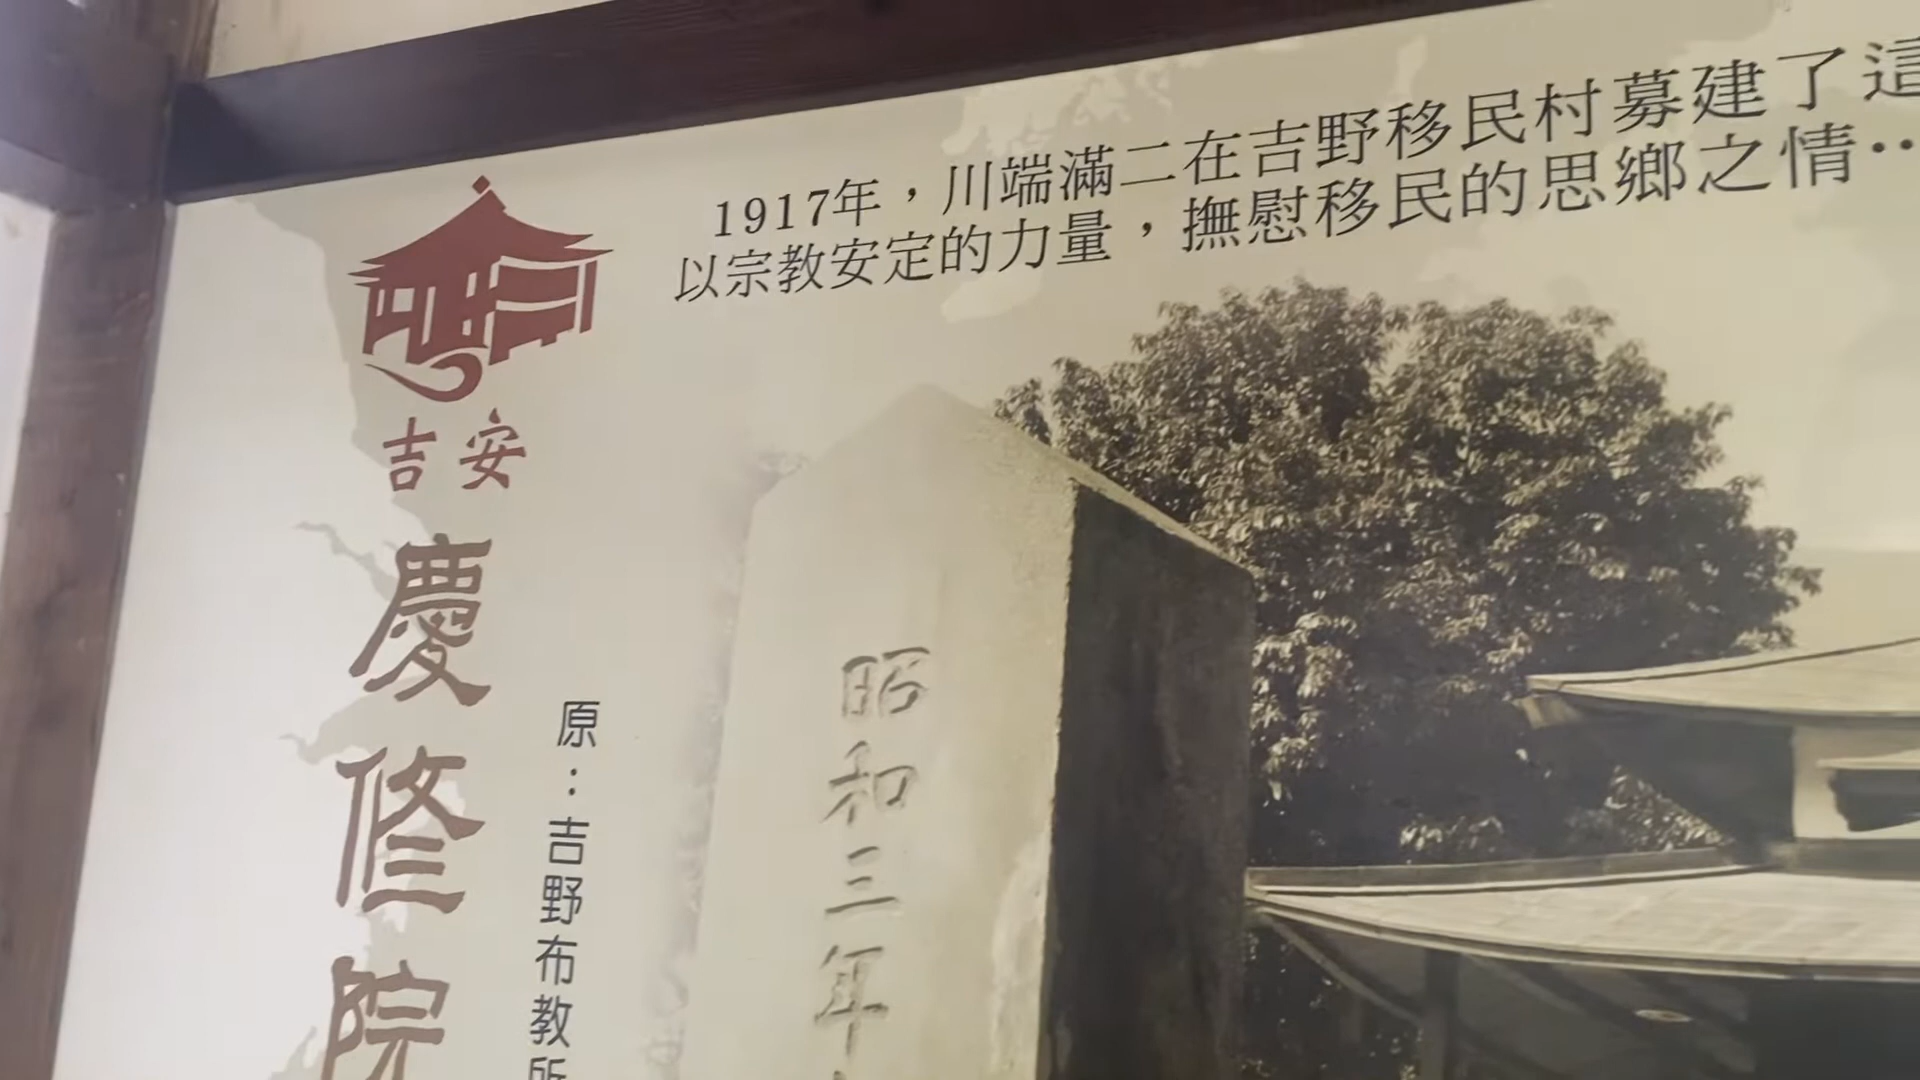 1917年，川端滿二在吉野移民村募建了這
以宗教安定的力量，撫慰移民的思鄉之情…
吉安
慶修院
原：吉野布教所
昭和三年